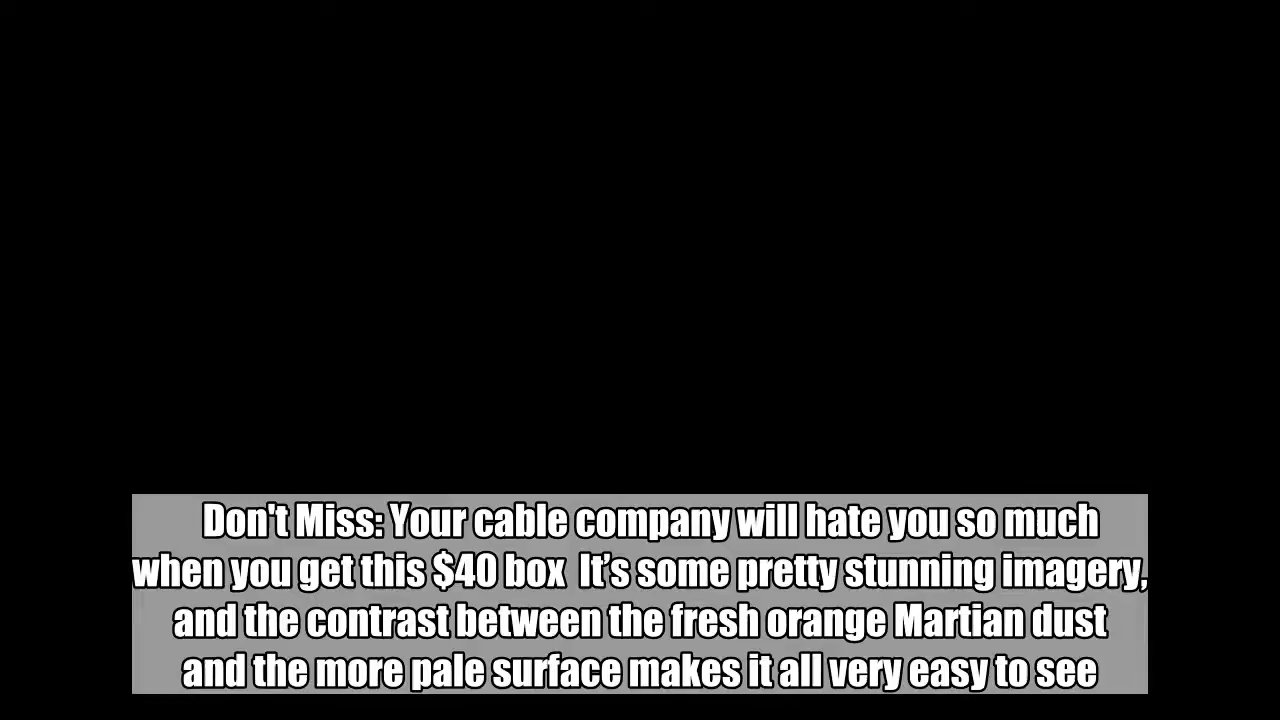 Don't Miss: Your cable company will hate you so much
when you get this $40 box  It’s some pretty stunning imagery,
and the contrast between the fresh orange Martian dust
and the more pale surface makes it all very easy to see